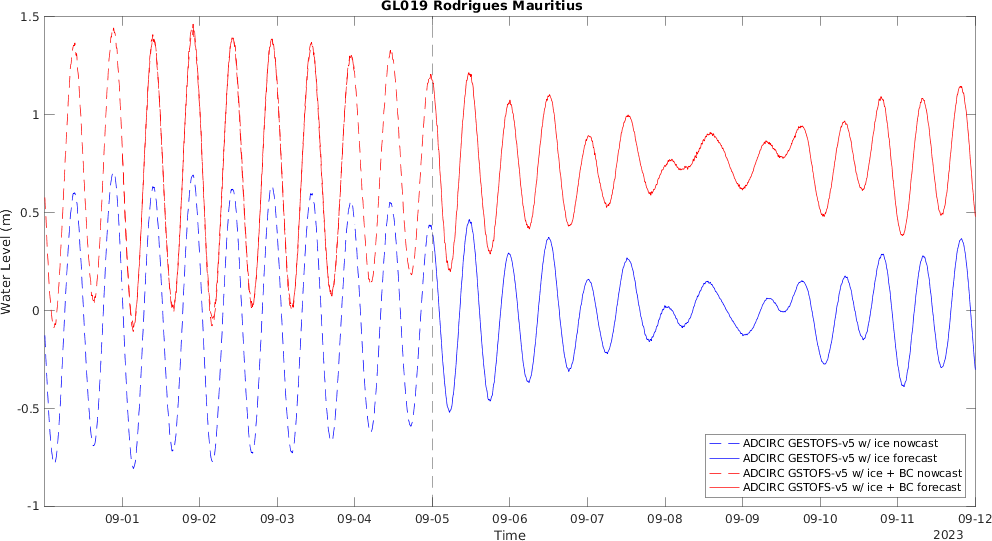 GL019 Rodrigues Mauritius
1.5
1
0.5
0
-0.5
-1
Water Level (m)
ADCIRC GESTOFS-v5 w/ ice nowcast
ADCIRC GESTOFS-v5 w/ ice forecast
ADCIRC GSTOFS-v5 w/ ice + BC nowcast
ADCIRC GSTOFS-v5 w/ ice + BC forecast
09-01 09-02 09-03 09-04 09-05 09-06 09-07 09-08 09-09 09-10 09-11 09-12
Time
2023